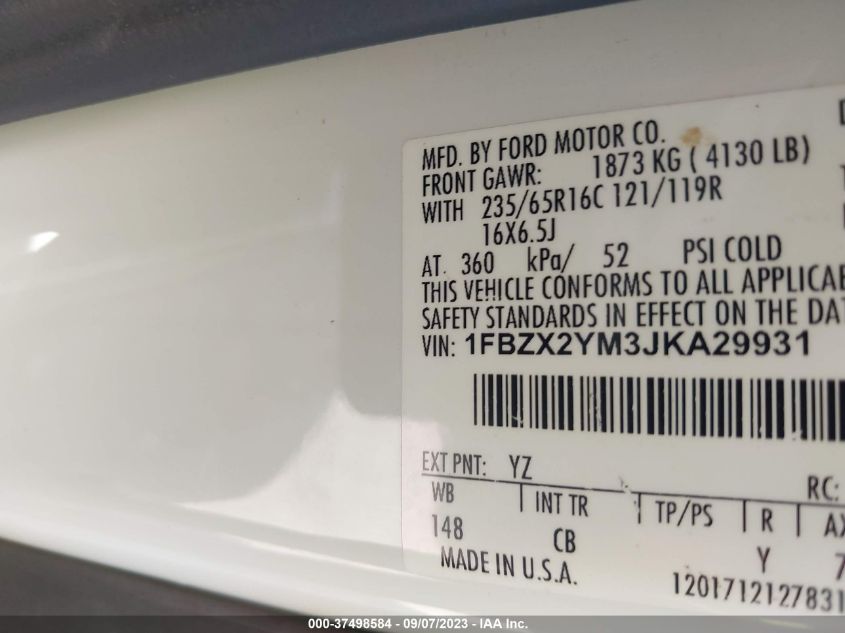 MFD. BY FORD MOTOR CO.
FRONT GAWR: 1873 KG ( 4130 LB)
WITH 235/65R16C 121/119R
16X6.5J
AT 360 kPa/ 52 PSI COLD
THIS VEHICLE CONFORMS TO ALL
SAFETY STANDARDS IN EFFECT ON THE
VIN: 1FBZX2YM3JKA29931
EXT PNT: YZ RC:
WB INT TR TP/PS R
148 CB Y 7
MADE IN U.S.A.
1201712127831
000-37498584 - 09/07/2023 - IAA Inc.